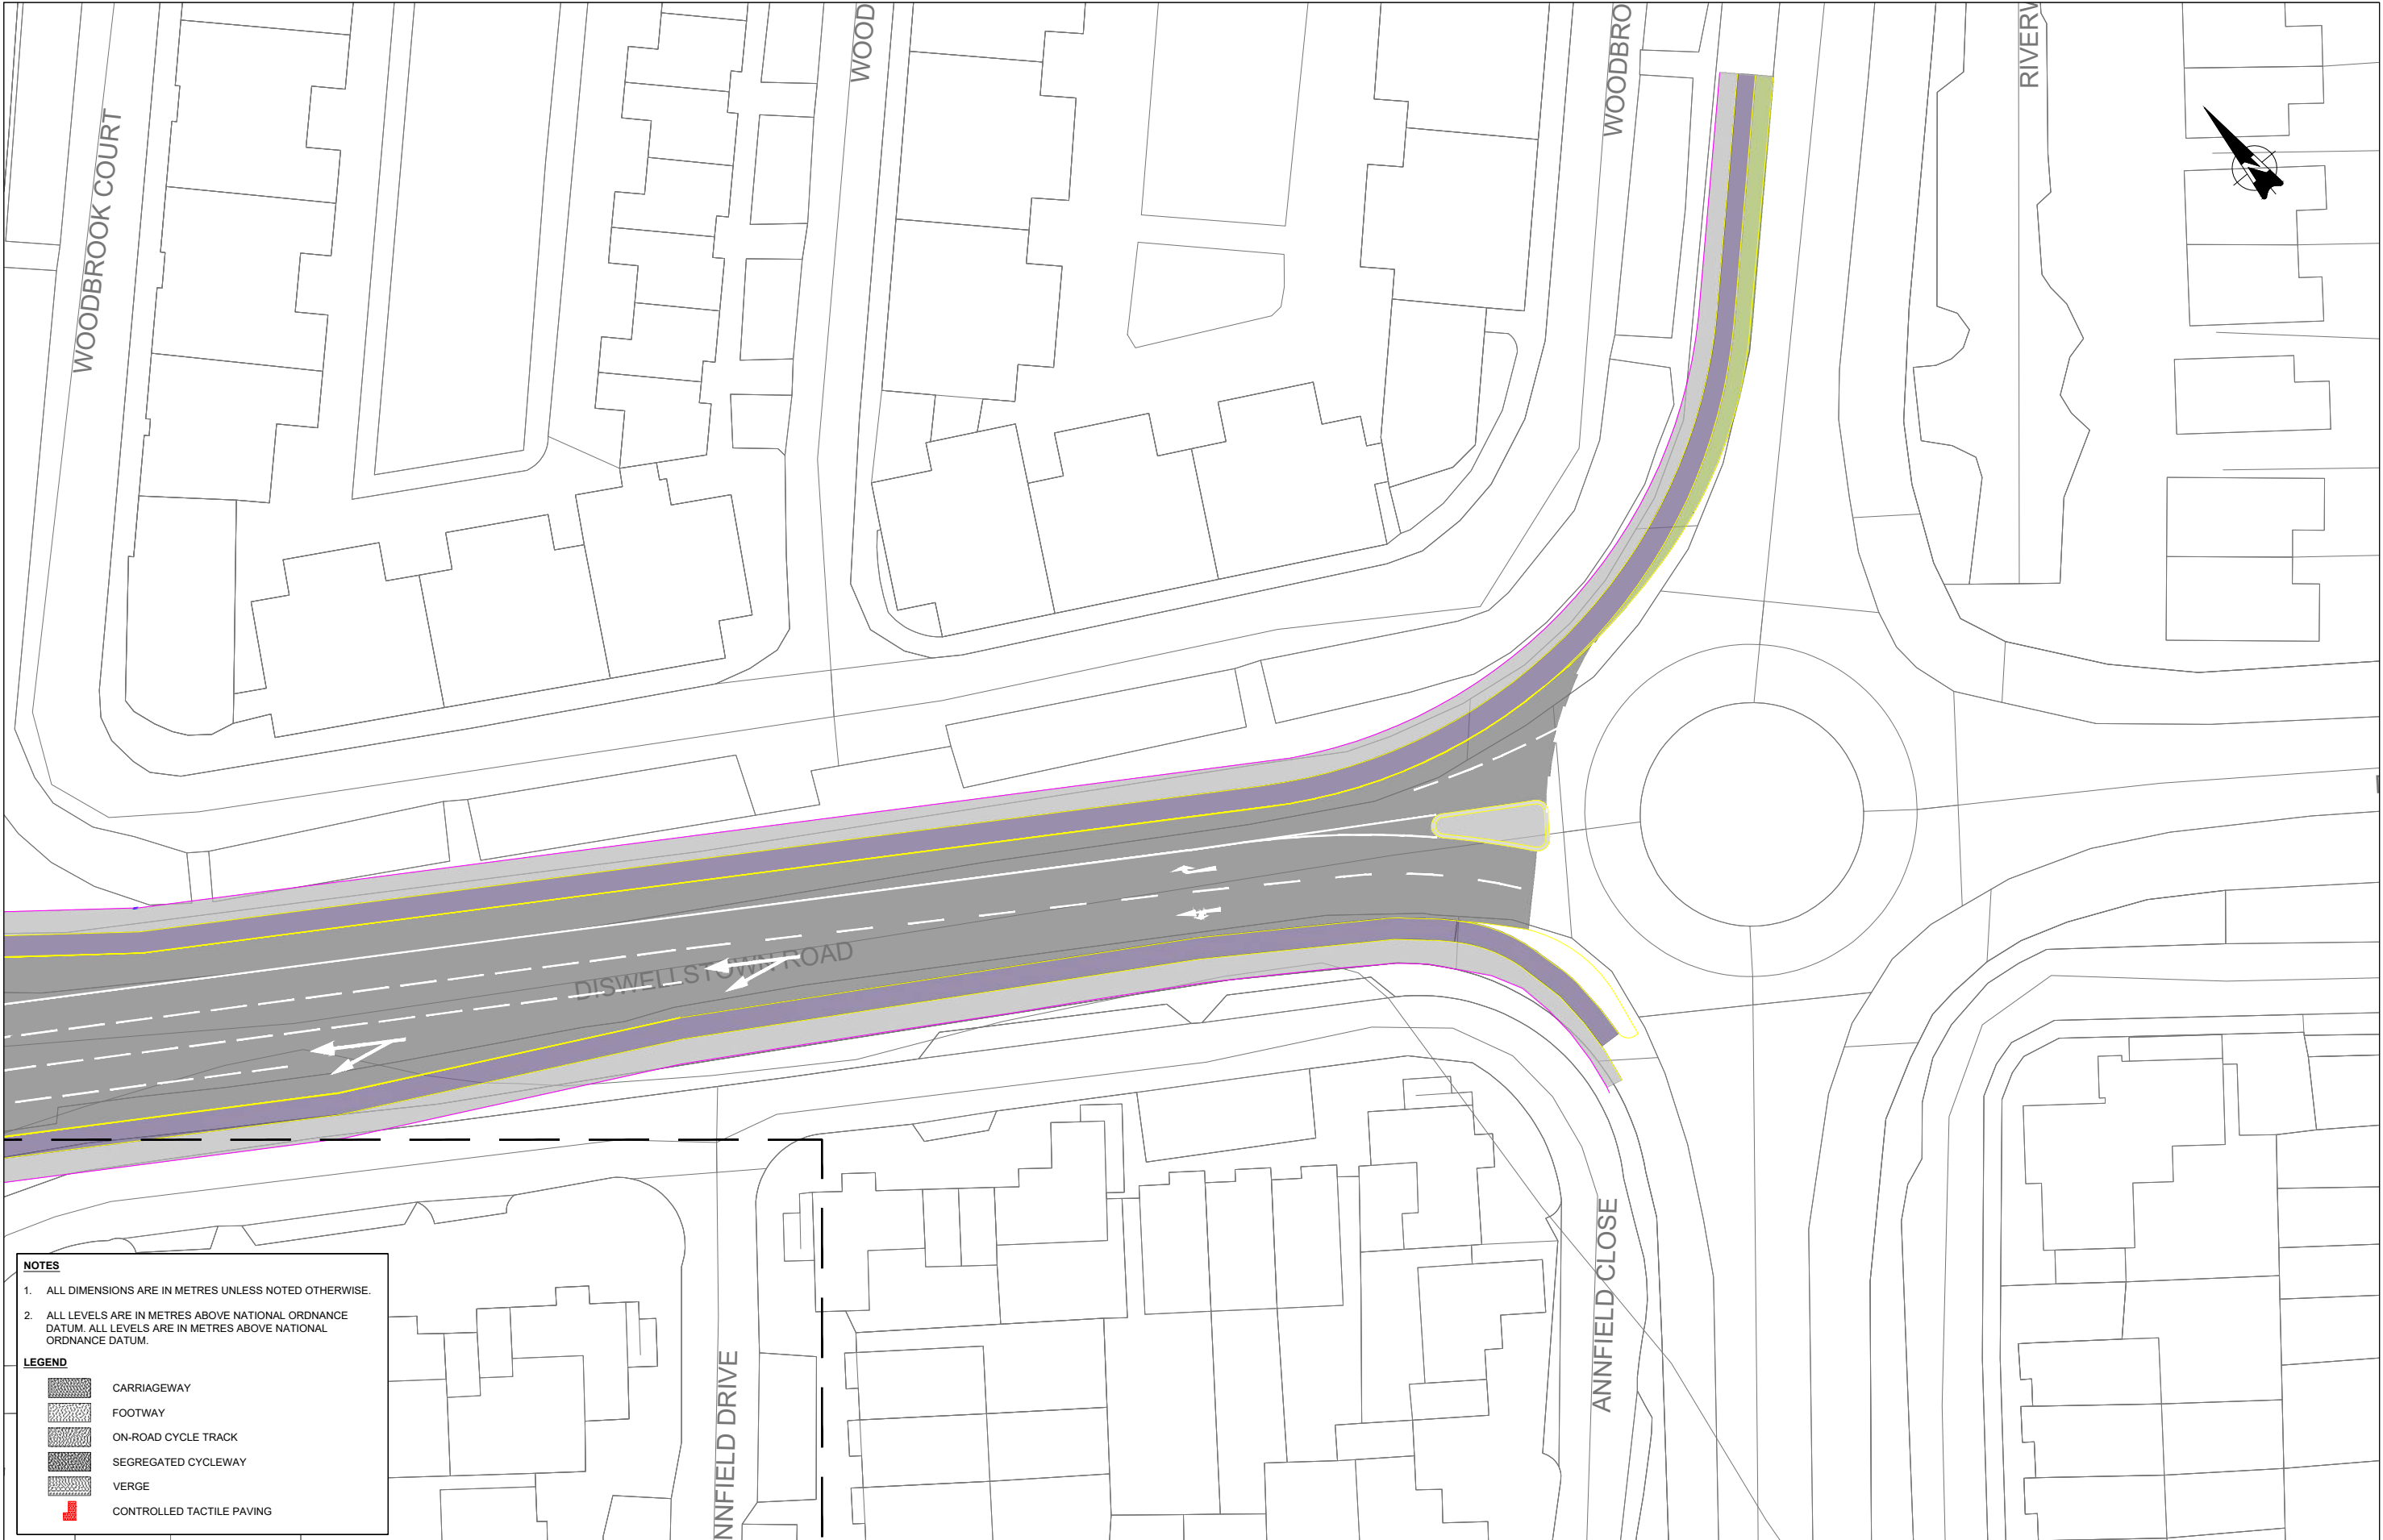 WOOD
WOODBRO
RIVERW
WOODBROOK COURT
DISWELLSTOWN ROAD
ANNFIELD CLOSE
NNFIELD DRIVE
NOTES
1. ALL DIMENSIONS ARE IN METRES UNLESS NOTED OTHERWISE.
2. ALL LEVELS ARE IN METRES ABOVE NATIONAL ORDNANCE
DATUM. ALL LEVELS ARE IN METRES ABOVE NATIONAL
ORDNANCE DATUM.
LEGEND
CARRIAGEWAY
FOOTWAY
ON-ROAD CYCLE TRACK
SEGREGATED CYCLEWAY
VERGE
CONTROLLED TACTILE PAVING